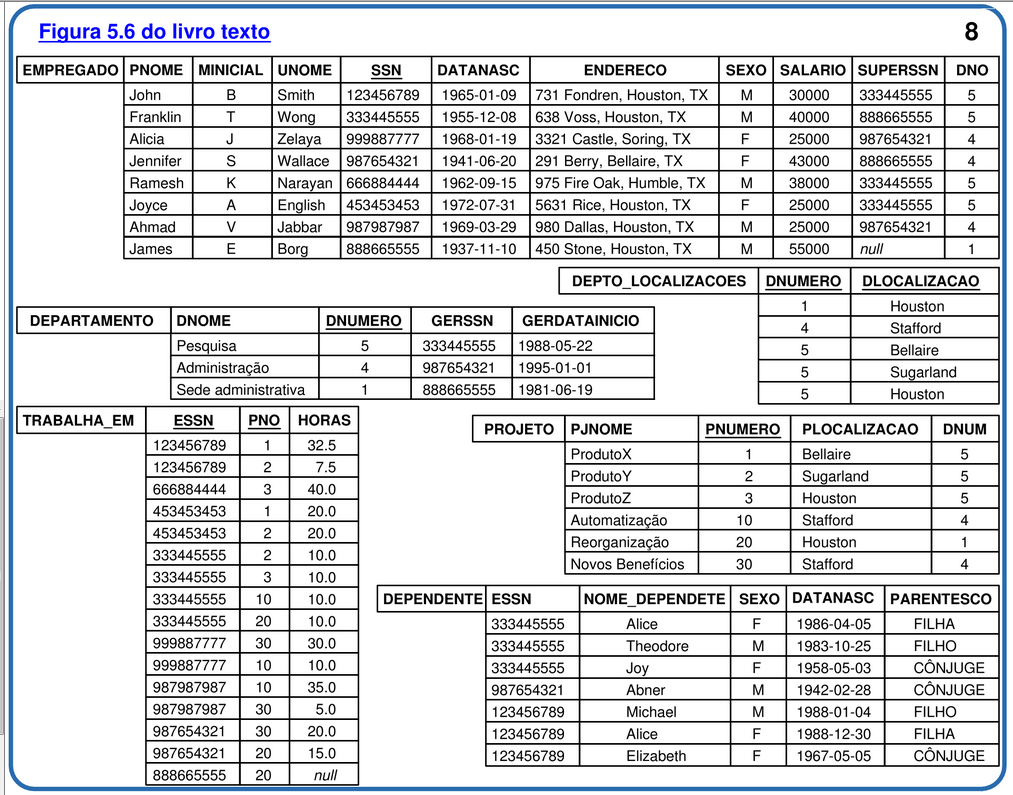 Figura 5.6 do livro texto
8
EMPREGADO PNOME MINICIAL UNOME SSN DATANASC ENDERECO SEXO SALARIO SUPERSSN DNO
John B Smith 123456789 1965-01-09 731 Fondren, Houston, TX M 30000 333445555 5
Franklin T Wong 333445555 1955-12-08 638 Voss, Houston, TX M 40000 888665555 5
Alicia J Zelaya 999887777 1968-01-19 3321 Castle, Soring, TX F 25000 987654321 4
Jennifer S Wallace 987654321 1941-06-20 291 Berry, Bellaire, TX F 43000 888665555 4
Ramesh K Narayan 666884444 1962-09-15 975 Fire Oak, Humble, TX M 38000 333445555 5
Joyce A English 453453453 1972-07-31 5631 Rice, Houston, TX F 25000 333445555 5
Ahmad V Jabbar 987987987 1969-03-29 980 Dallas, Houston, TX M 25000 987654321 4
James E Borg 888665555 1937-11-10 450 Stone, Houston, TX M 55000 null 1
DEPTO_LOCALIZACOES DNUMERO DLOCALIZACAO
1 Houston
4 Stafford
5 Bellaire
5 Sugarland
5 Houston
DEPARTAMENTO DNOME DNUMERO GERSSN GERDATAINICIO
Pesquisa 5 333445555 1988-05-22
Administração 4 987654321 1995-01-01
Sede administrativa 1 888665555 1981-06-19
TRABALHA_EM ESSN PNO HORAS
123456789 1 32.5
123456789 2 7.5
666884444 3 40.0
453453453 1 20.0
453453453 2 20.0
333445555 2 10.0
333445555 3 10.0
333445555 10 10.0
333445555 20 10.0
999887777 30 30.0
999887777 10 10.0
987987987 10 35.0
987987987 30 5.0
987654321 30 20.0
987654321 20 15.0
888665555 20 null
PROJETO PJNOME PNUMERO PLOCALIZACAO DNUM
ProdutoX 1 Bellaire 5
ProdutoY 2 Sugarland 5
ProdutoZ 3 Houston 5
Automatização 10 Stafford 4
Reorganização 20 Houston 1
Novos Benefícios 30 Stafford 4
DEPENDENTE ESSN NOME_DEPENDETE SEXO DATANASC PARENTESCO
333445555 Alice F 1986-04-05 FILHA
333445555 Theodore M 1983-10-25 FILHO
333445555 Joy F 1958-05-03 CÔNJUGE
987654321 Abner M 1942-02-28 CÔNJUGE
123456789 Michael M 1988-01-04 FILHO
123456789 Alice F 1988-12-30 FILHA
123456789 Elizabeth F 1967-05-05 CÔNJUGE